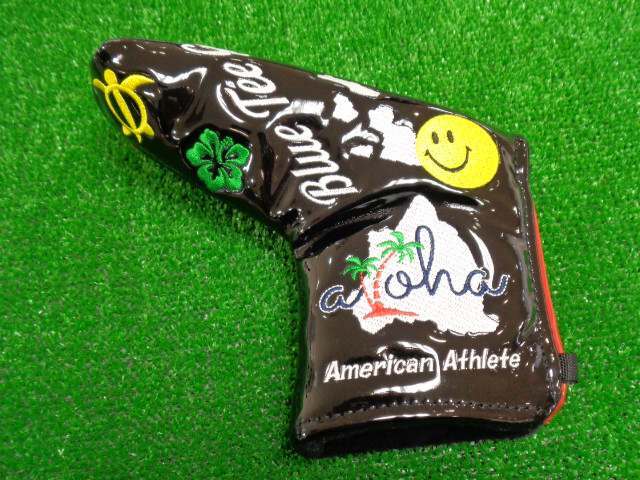 Blue Tee
aloha
American Athlete